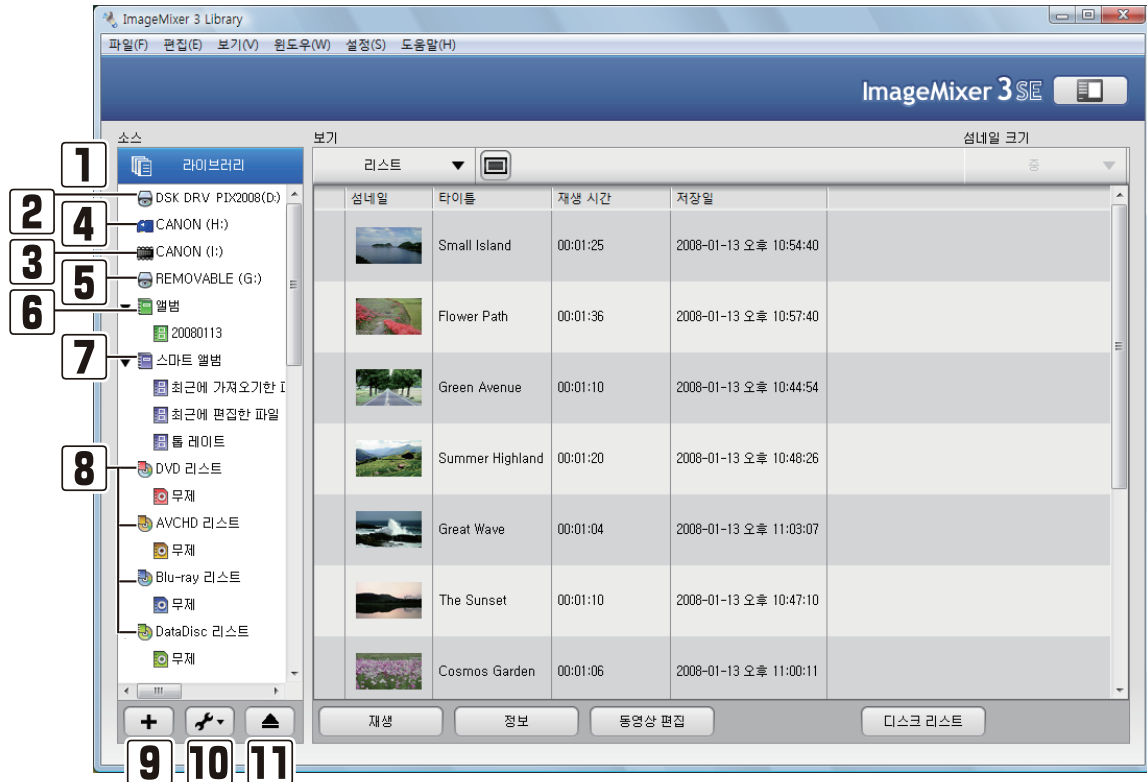 ImageMixer 3 Library
파일(F) 편집(E) 보기(V) 윈도우(W) 설정(S) 도움말(H)
ImageMixer 3 SE
소스
보기
섬네일 크기
1
라이브러리
리스트
중
2
DSK DRV PIX2008(D:)
4
CANON (H:)
3
CANON (I:)
5
REMOVABLE (G:)
6
앨범
20080113
7
스마트 앨범
최근에 가져오기한
최근에 편집한 파일
톱 레이트
8
DVD 리스트
무제
AVCHD 리스트
무제
Blu-ray 리스트
무제
DataDisc 리스트
무제
섬네일 타이틀 재생 시간 저장일
Small Island 00:01:25 2008-01-13 오후 10:54:40
Flower Path 00:01:36 2008-01-13 오후 10:57:40
Green Avenue 00:01:10 2008-01-13 오후 10:44:54
Summer Highland 00:01:20 2008-01-13 오후 10:48:26
Great Wave 00:01:04 2008-01-13 오후 11:03:07
The Sunset 00:01:10 2008-01-13 오후 10:47:10
Cosmos Garden 00:01:06 2008-01-13 오후 11:00:11
재생
정보
동영상 편집
디스크 리스트
9
10
11